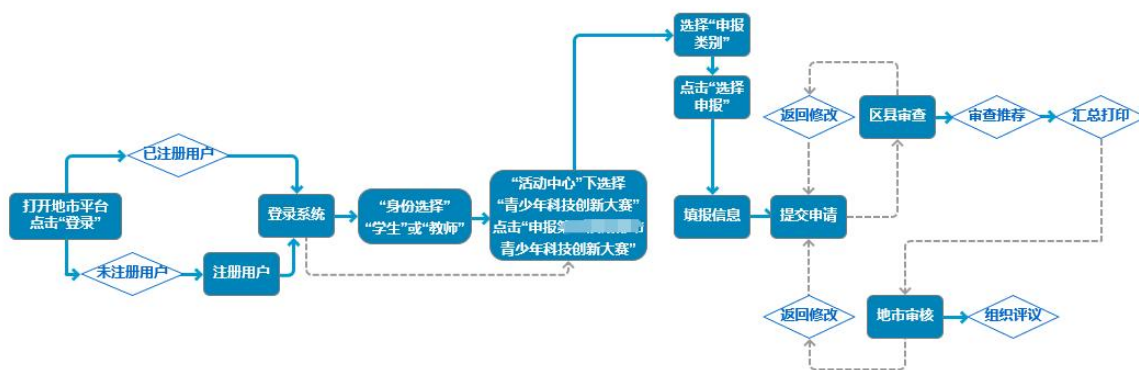 打开地市平台
点击“登录”
已注册用户
未注册用户
注册用户
登录系统
“身份选择”
“学生”或“教师”
“活动中心”下选择
“青少年科技创新大赛”
点击“申报第
青少年科技创新大赛”
选择“申报
类别”
点击“选择
申报”
填报信息
提交申请
返回修改
区县审查
审查推荐
汇总打印
返回修改
地市审核
组织评议